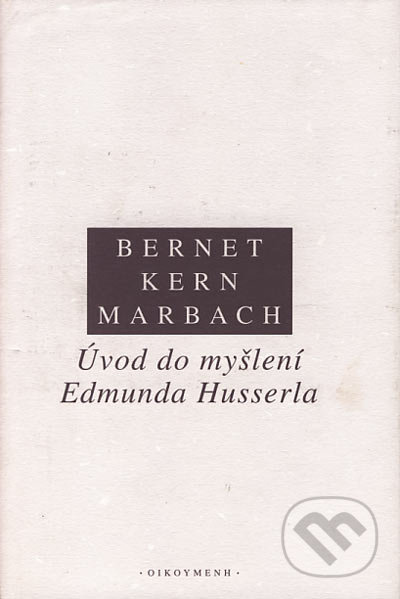 BERNET
KERN
MARBACH
Úvod do myšlení
Edmunda Husserla
· OIKOYMENH ·